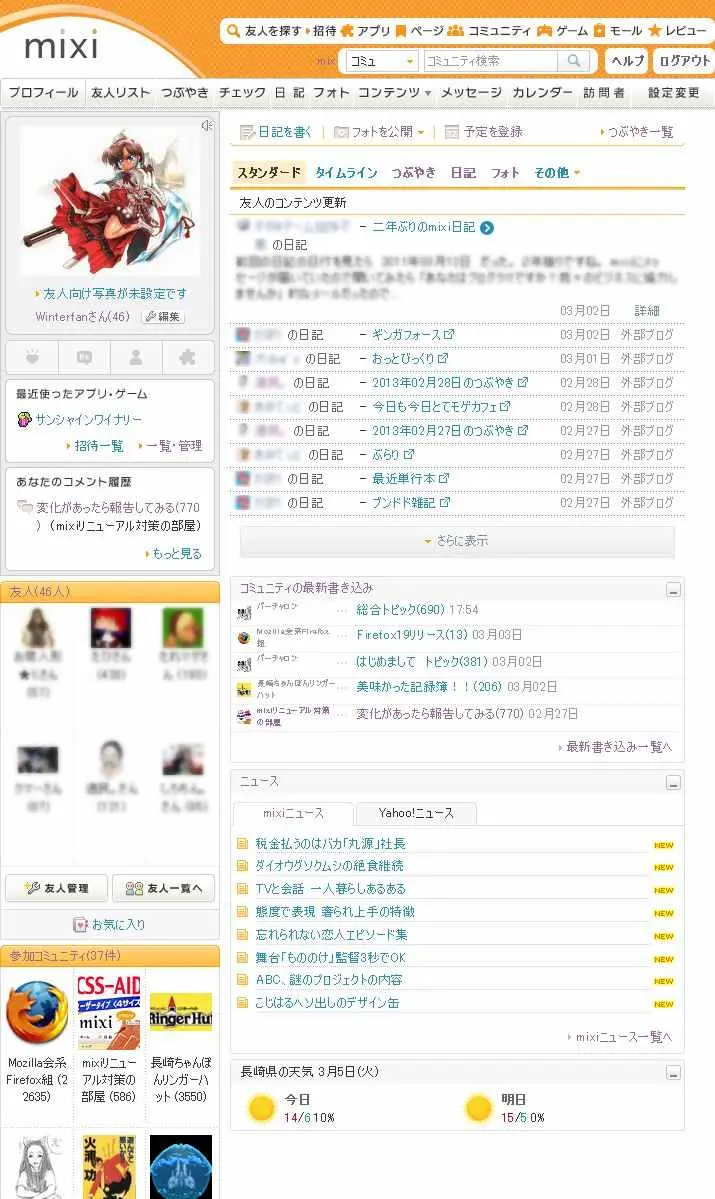 mixi
友人を探す 招待 アプリ ページ コミュニティ ゲーム モール レビュー
mix コミュ コミュニティ検索 ヘルプ ログアウト
プロフィール 友人リスト つぶやき チェック 日記 フォト コンテンツ メッセージ カレンダー 訪問者 設定変更
友人向け写真が未設定です
Winterfanさん(46) 編集
最近使ったアプリ・ゲーム
サンシャインワイナリー
招待一覧 一覧・管理
あなたのコメント履歴
変化があったら報告してみる(770
) (mixiリニューアル対策の部屋)
もっと見る
友人(46人)
友人管理 友人一覧へ
お気に入り
参加コミュニティ(37件)
CSS-AID
ユーザータイプ(4サイズ
mixi
Ringer Hut
Mozilla会系 Firefox組 (22635)
mixiリニューアル対策の部屋 (586)
長崎ちゃんぽんリンガーハット (3550)
火浦功
日記を書く フォトを公開 予定を登録 つぶやき一覧
スタンダード タイムライン つぶやき 日記 フォト その他
友人のコンテンツ更新
– 二年ぶりのmixi日記
の日記
03月02日 詳細
の日記 – ギンガフォース 03月02日 外部ブログ
の日記 – おっとびっくり 03月01日 外部ブログ
の日記 – 2013年02月28日のつぶやき 02月28日 外部ブログ
の日記 – 今日も今日とてモゲカフェ 02月28日 外部ブログ
の日記 – 2013年02月27日のつぶやき 02月27日 外部ブログ
の日記 – ぶらり 02月27日 外部ブログ
の日記 – 最近単行本 02月27日 外部ブログ
の日記 – ブンドド雑記 02月27日 外部ブログ
さらに表示
コミュニティの最新書き込み
バーチャロン … 総合トピック(690) 17:54
Mozilla会系Firefox組 … Firefox19リリース(13) 03月03日
バーチャロン … はじめまして トピック(381) 03月02日
長崎ちゃんぽんリンガーハット … 美味かった記録簿！！(206) 03月02日
mixiリニューアル対策の部屋 … 変化があったら報告してみる(770) 02月27日
最新書き込み一覧へ
ニュース
mixiニュース Yahoo!ニュース
税金払うのはバカ「丸源」社長 NEW
ダイオウグソクムシの絶食継続 NEW
TVと会話 一人暮らしあるある NEW
態度で表現 奢られ上手の特徴 NEW
忘れられない恋人エピソード集 NEW
舞台「もののけ」監督3秒でOK NEW
ABC、謎のプロジェクトの内容 NEW
こじはるヘソ出しのデザイン缶 NEW
mixiニュース一覧へ
長崎県の天気 3月5日(火)
今日 明日
14/6 10% 15/5 0%